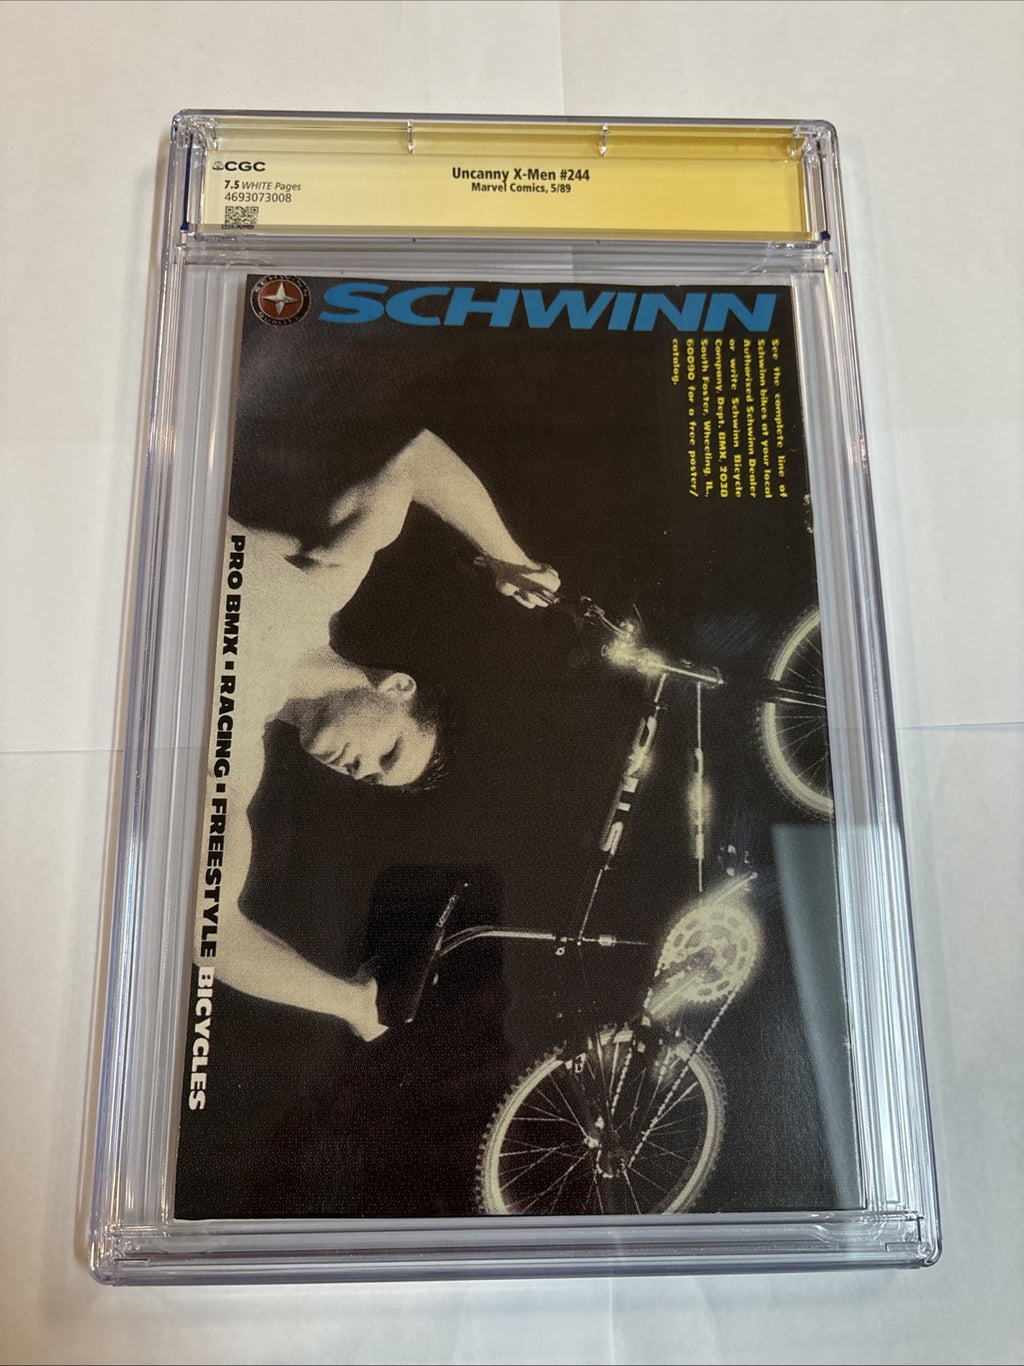 CGC
7.5 WHITE Pages
4693073008
Uncanny X-Men #244
Marvel Comics, 5/89
SCHWINN
See the complete line of
Schwinn bikes at your local
Authorized Schwinn Dealer
or write Schwinn Bicycle
Company, Dept. BMX, 203B
South Foster, Wheeling, IL.,
60090 for a free poster/
catalog.
PRO BMX ▪ RACING ▪ FREESTYLE BICYCLES